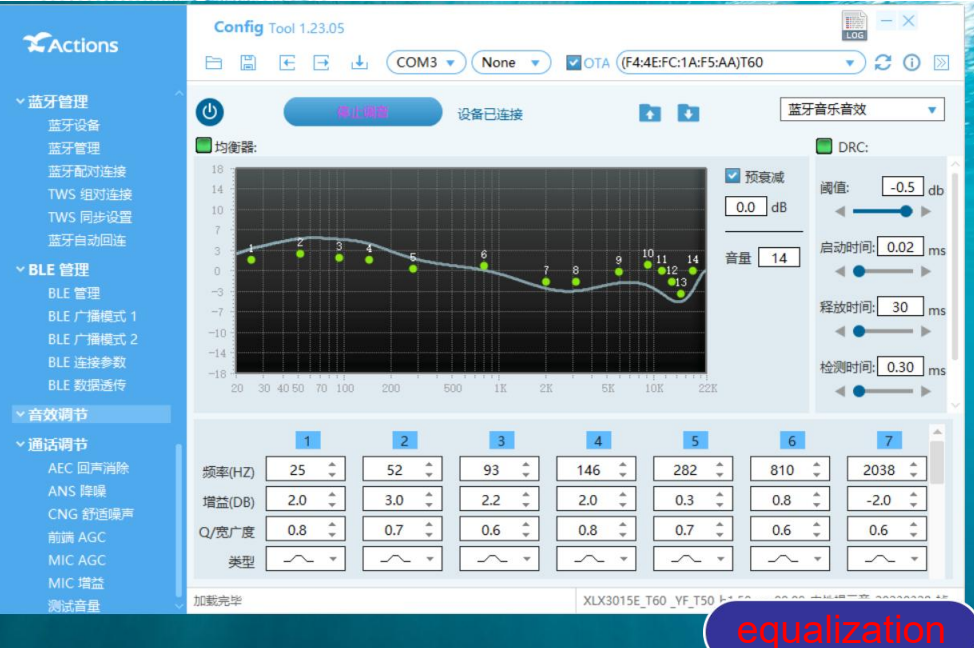 Actions
Config Tool 1.23.05
LOG
COM3
None
OTA
(F4:4E:FC:1A:F5:AA)T60
蓝牙管理
蓝牙设备
蓝牙管理
蓝牙配对连接
TWS 组对连接
TWS 同步设置
蓝牙自动回连
BLE 管理
BLE 管理
BLE 广播模式 1
BLE 广播模式 2
BLE 连接参数
BLE 数据透传
音效调节
通话调节
AEC 回声消除
ANS 降噪
CNG 舒适噪声
前端 AGC
MIC AGC
MIC 增益
测试音量
停止调音
设备已连接
蓝牙音乐音效
均衡器:
18
14
10
7
3
0
-3
-7
-10
-14
-18
1 2 3 4 5 6 7 8 9 10 11 12 13 14
20 30 40 50 70 100 200 500 1K 2K 5K 10K 22K
预衰减
0.0 dB
音量 14
DRC:
阈值: -0.5 db
启动时间: 0.02 ms
释放时间: 30 ms
检测时间: 0.30 ms
1 2 3 4 5 6 7
频率(HZ) 25 52 93 146 282 810 2038
增益(DB) 2.0 3.0 2.2 2.0 0.3 0.8 -2.0
Q/宽广度 0.8 0.7 0.6 0.8 0.7 0.6 0.6
类型
加载完毕
XLX3015E_T60 _YF_T50
equalization